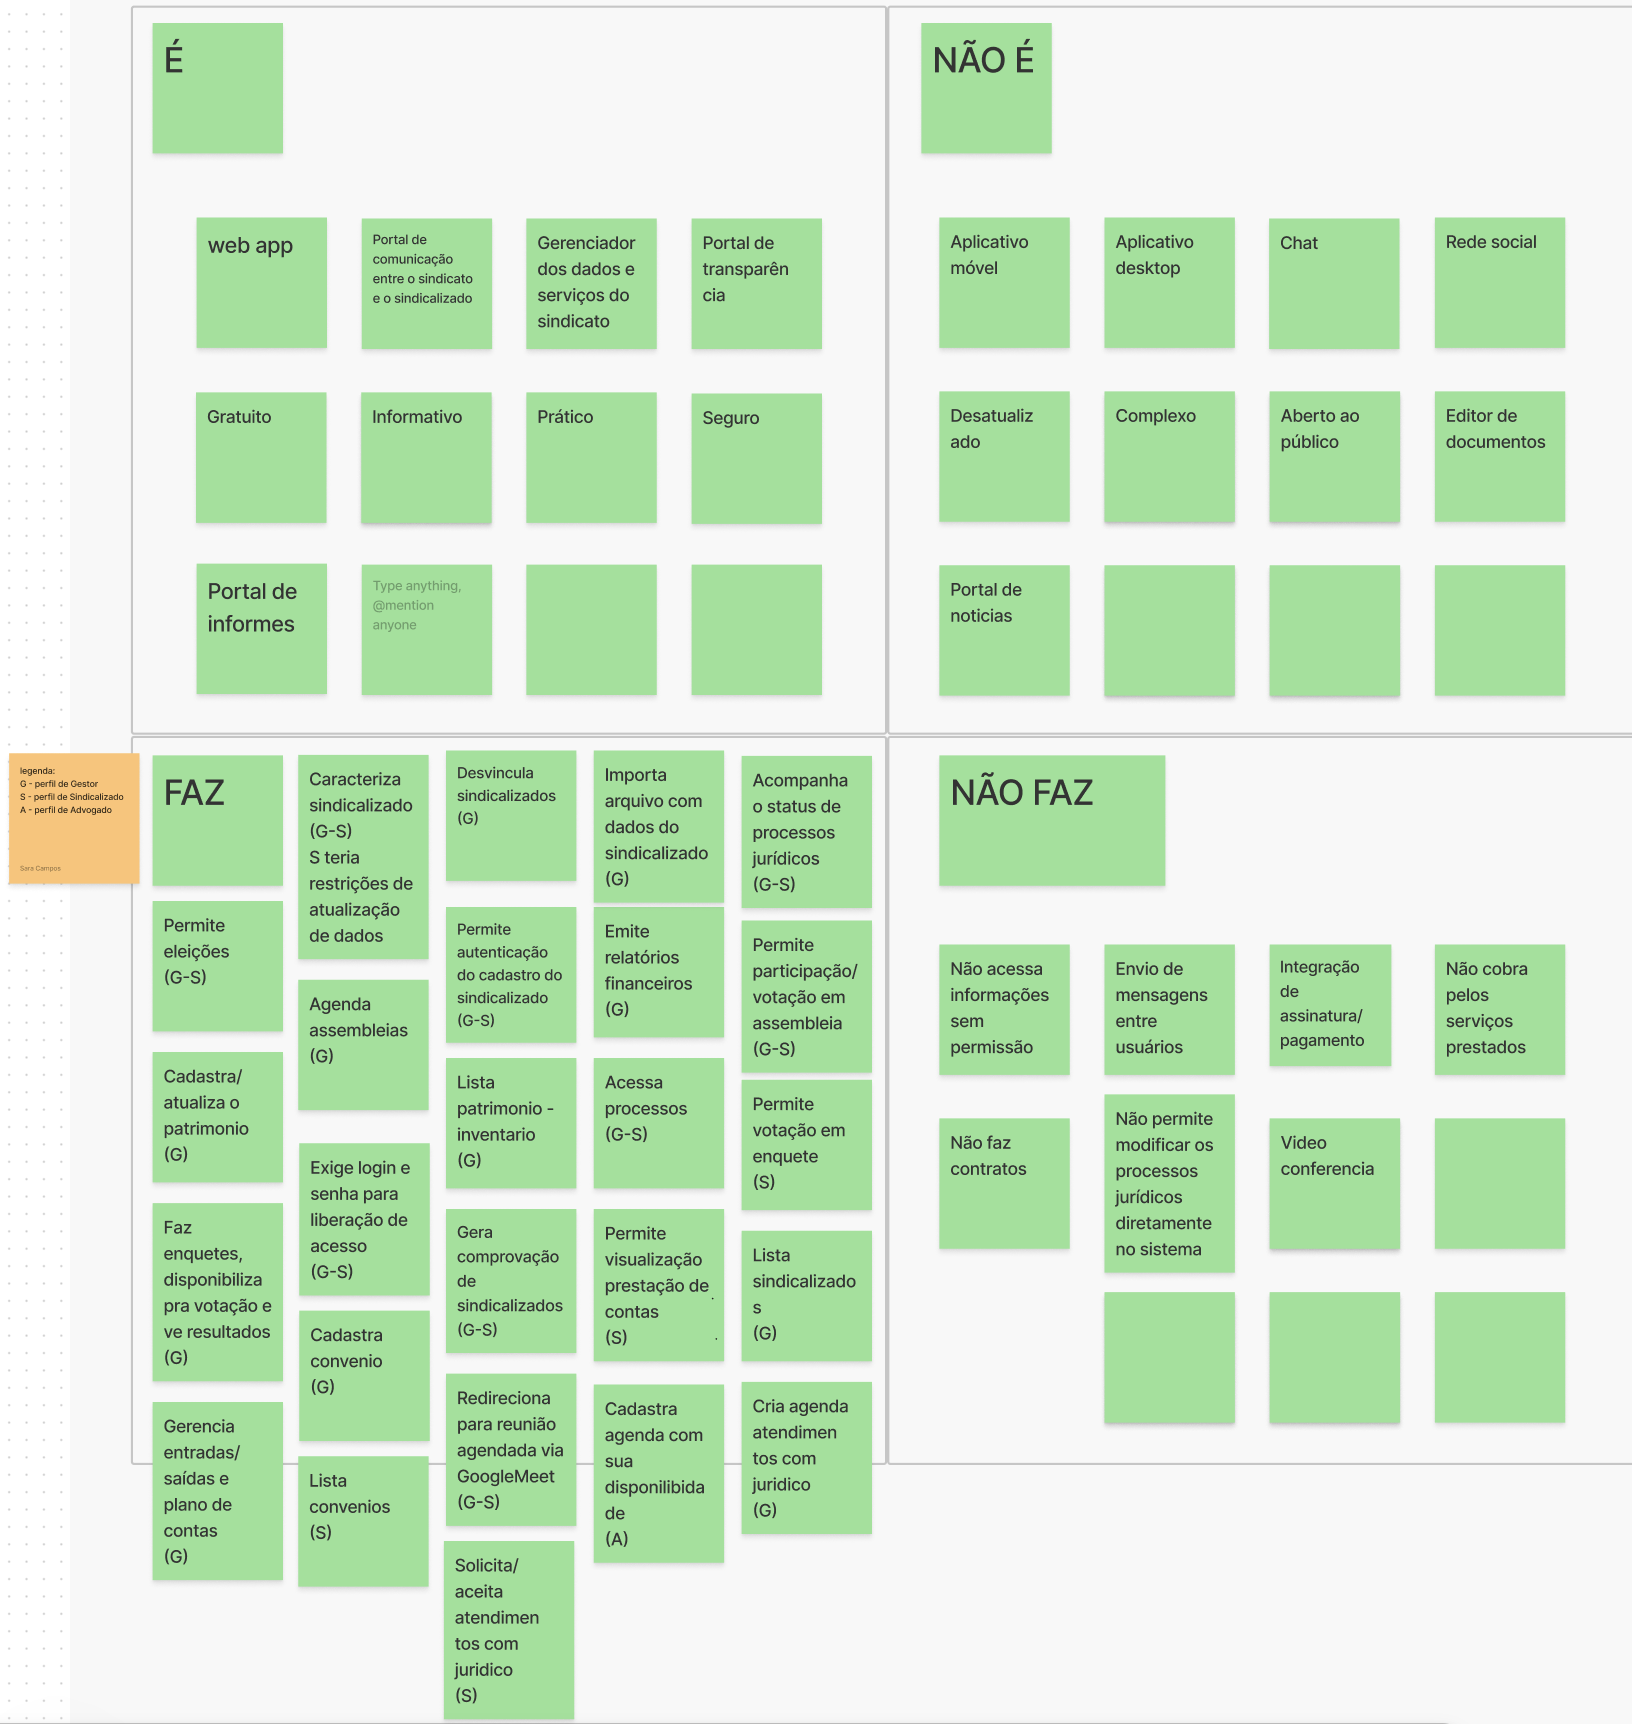 É
web app
Portal de
comunicação
entre o sindicato
e o sindicalizado
Gerenciador
dos dados e
serviços do
sindicato
Portal de
transparên
cia
Gratuito
Informativo
Prático
Seguro
Portal de
informes
Type anything,
@mention
anyone
NÃO É
Aplicativo
móvel
Aplicativo
desktop
Chat
Rede social
Desatualiz
ado
Complexo
Aberto ao
público
Editor de
documentos
Portal de
noticias
legenda:
G - perfil de Gestor
S - perfil de Sindicalizado
A - perfil de Advogado
Sara Campos
FAZ
Permite
eleições
(G-S)
Cadastra/
atualiza o
patrimonio
(G)
Faz
enquetes,
disponibiliza
pra votação e
ve resultados
(G)
Gerencia
entradas/
saídas e
plano de
contas
(G)
Caracteriza
sindicalizado
(G-S)
S teria
restrições de
atualização
de dados
Agenda
assembleias
(G)
Exige login e
senha para
liberação de
acesso
(G-S)
Cadastra
convenio
(G)
Lista
convenios
(S)
Desvincula
sindicalizados
(G)
Permite
autenticação
do cadastro do
sindicalizado
(G-S)
Lista
patrimonio -
inventario
(G)
Gera
comprovação
de
sindicalizados
(G-S)
Redireciona
para reunião
agendada via
GoogleMeet
(G-S)
Solicita/
aceita
atendimen
tos com
juridico
(S)
Importa
arquivo com
dados do
sindicalizado
(G)
Emite
relatórios
financeiros
(G)
Acessa
processos
(G-S)
Permite
visualização
prestação de
contas
(S)
Cadastra
agenda com
sua
disponilibida
de
(A)
Acompanha
o status de
processos
jurídicos
(G-S)
Permite
participação/
votação em
assembleia
(G-S)
Permite
votação em
enquete
(S)
Lista
sindicalizado
s
(G)
Cria agenda
atendimen
tos com
juridico
(G)
NÃO FAZ
Não acessa
informações
sem
permissão
Envio de
mensagens
entre
usuários
Integração
de
assinatura/
pagamento
Não cobra
pelos
serviços
prestados
Não faz
contratos
Não permite
modificar os
processos
jurídicos
diretamente
no sistema
Video
conferencia